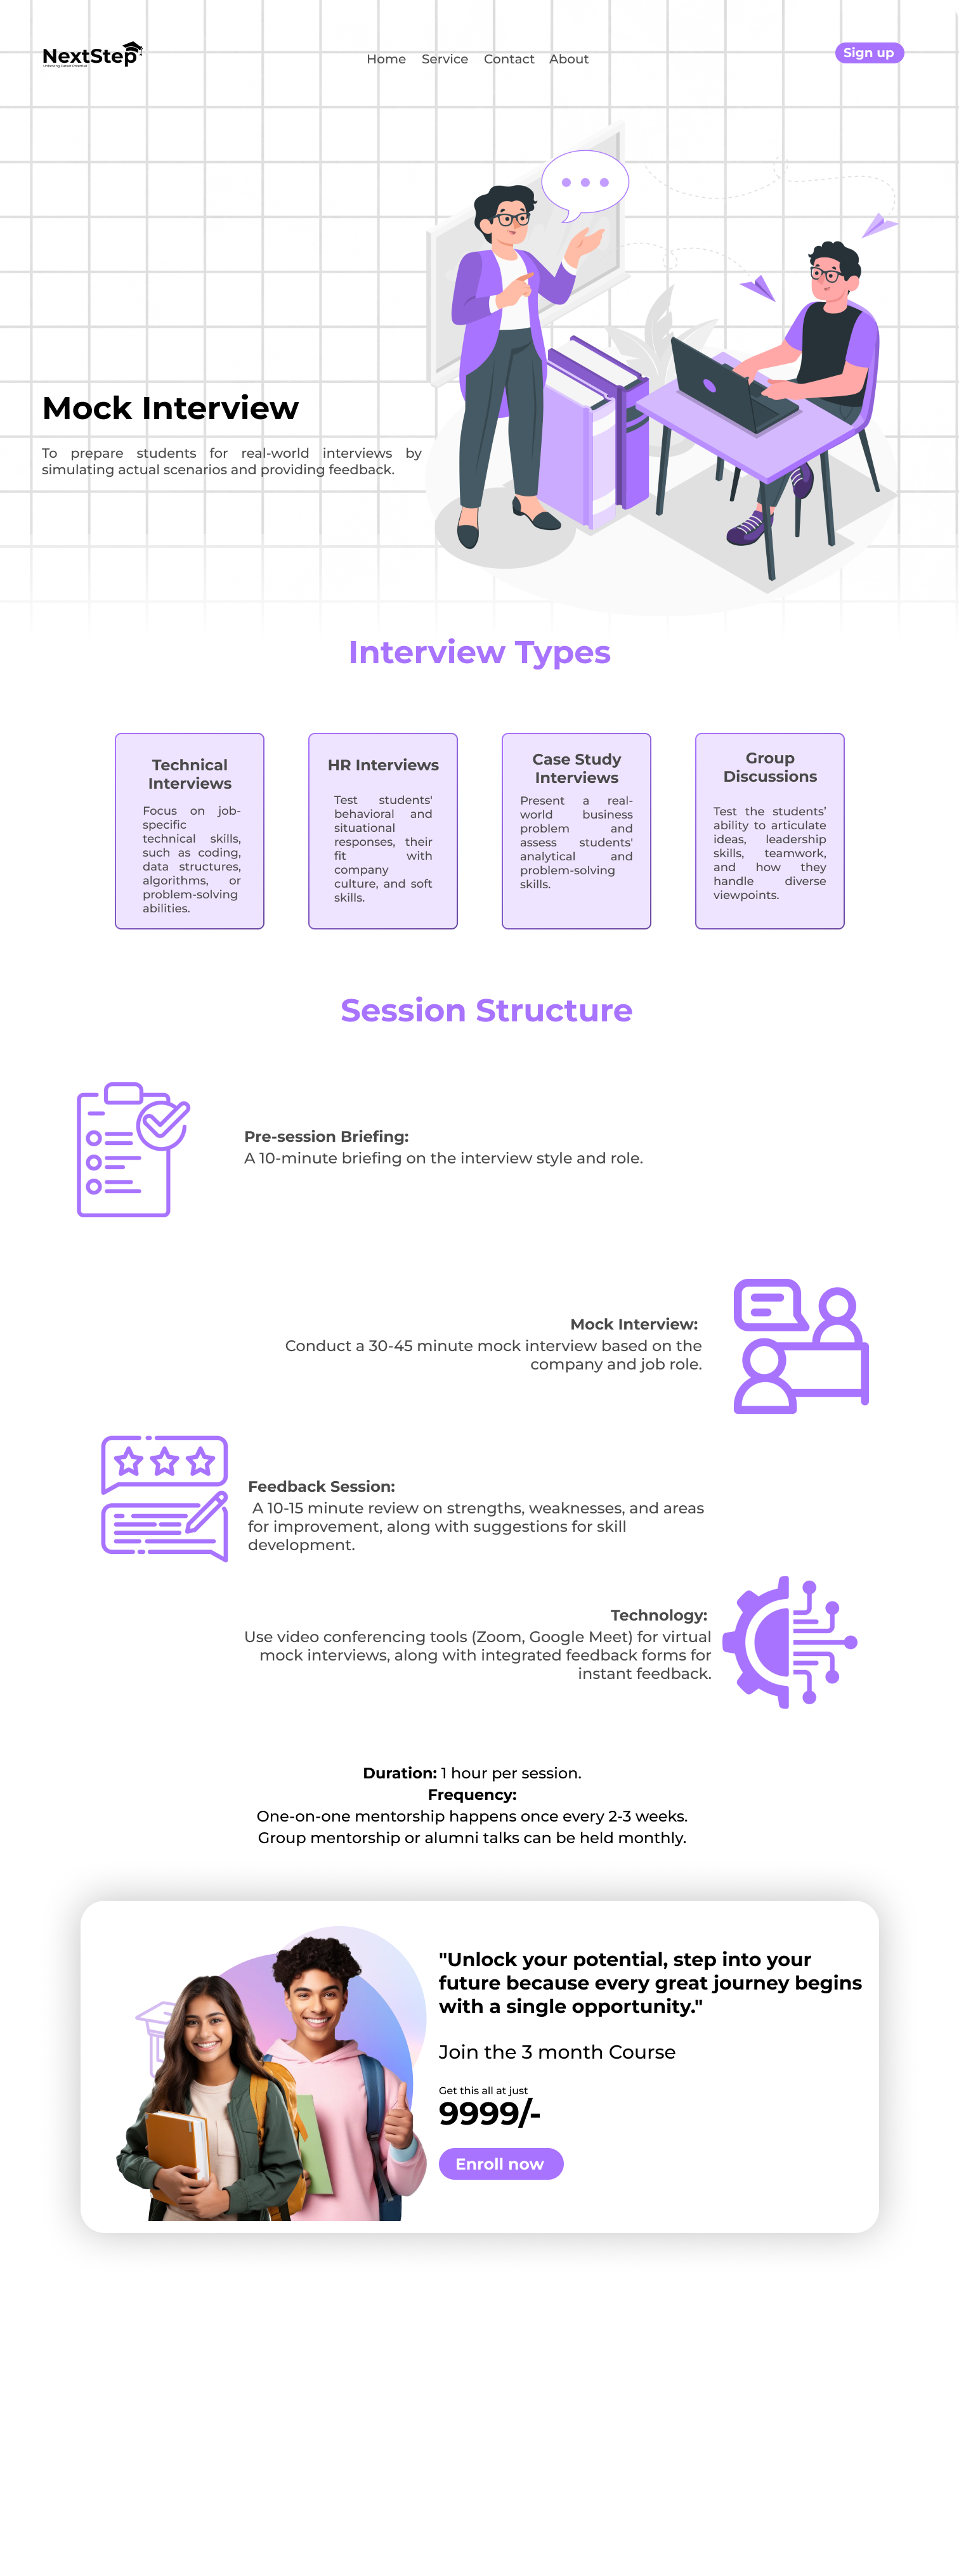 NextStep
Unlocking Career Potential
Home Service Contact About
Sign up
Mock Interview
To prepare students for real-world interviews by
simulating actual scenarios and providing feedback.
Interview Types
Technical
Interviews
Focus on job-
specific
technical skills,
such as coding,
data structures,
algorithms, or
problem-solving
abilities.
HR Interviews
Test students'
behavioral and
situational
responses, their
fit with
company
culture, and soft
skills.
Case Study
Interviews
Present a real-
world business
problem and
assess students'
analytical and
problem-solving
skills.
Group
Discussions
Test the students'
ability to articulate
ideas, leadership
skills, teamwork,
and how they
handle diverse
viewpoints.
Session Structure
Pre-session Briefing:
A 10-minute briefing on the interview style and role.
Mock Interview:
Conduct a 30-45 minute mock interview based on the
company and job role.
Feedback Session:
A 10-15 minute review on strengths, weaknesses, and areas
for improvement, along with suggestions for skill
development.
Technology:
Use video conferencing tools (Zoom, Google Meet) for virtual
mock interviews, along with integrated feedback forms for
instant feedback.
Duration: 1 hour per session.
Frequency:
One-on-one mentorship happens once every 2-3 weeks.
Group mentorship or alumni talks can be held monthly.
"Unlock your potential, step into your
future because every great journey begins
with a single opportunity."
Join the 3 month Course
Get this all at just
9999/-
Enroll now